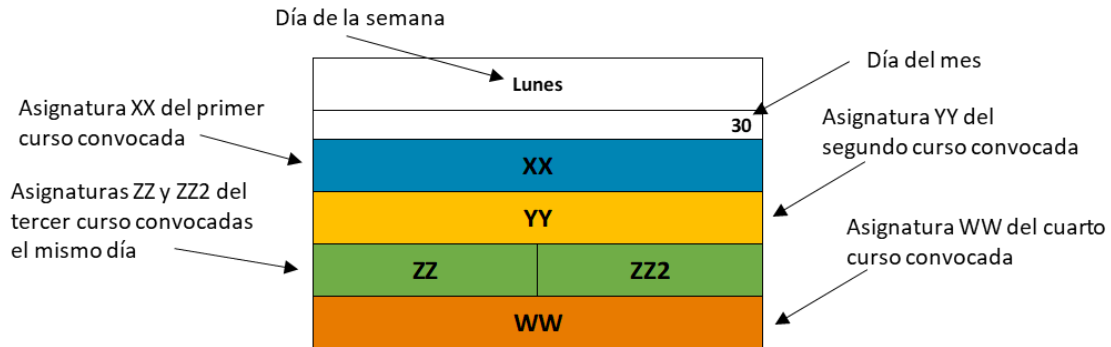 Día de la semana
Lunes
Día del mes
30
Asignatura XX del primer
curso convocada
XX
Asignatura YY del
segundo curso convocada
YY
Asignaturas ZZ y ZZ2 del
tercer curso convocadas
el mismo día
ZZ ZZ2
Asignatura WW del cuarto
curso convocada
WW